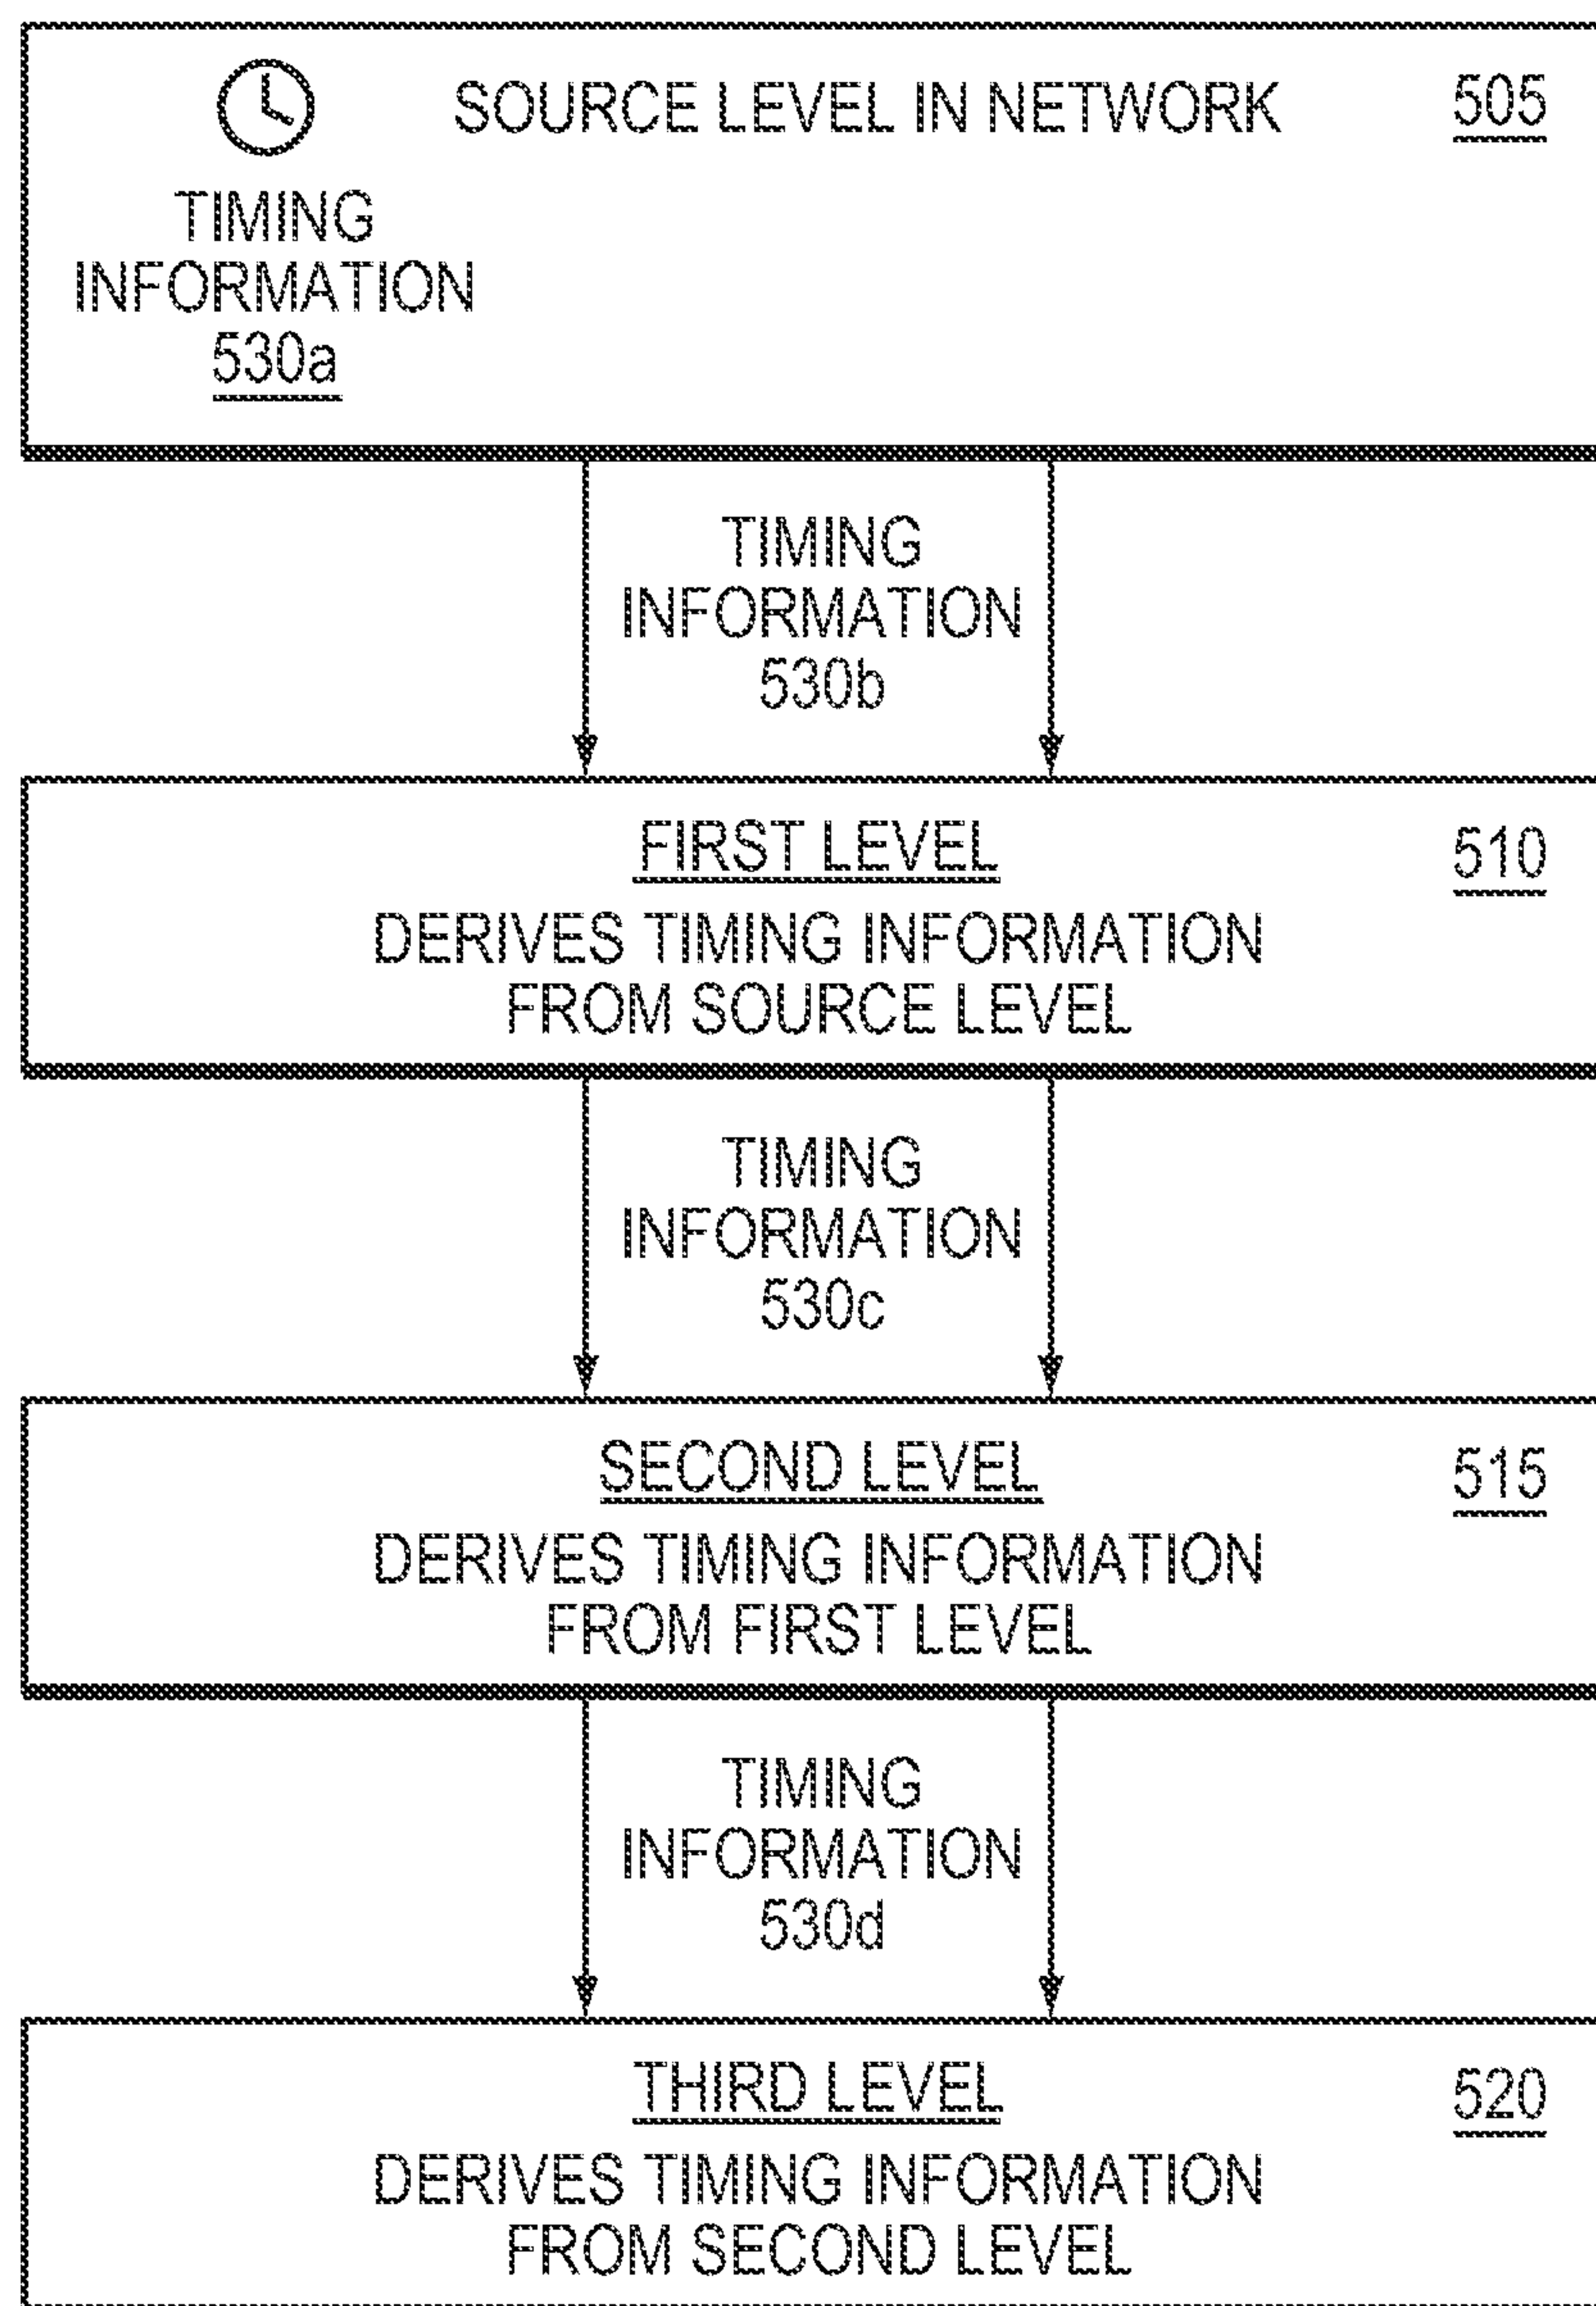 SOURCE LEVEL IN NETWORK 505
TIMING
INFORMATION
530a
TIMING
INFORMATION
530b
FIRST LEVEL 510
DERIVES TIMING INFORMATION
FROM SOURCE LEVEL
TIMING
INFORMATION
530c
SECOND LEVEL 515
DERIVES TIMING INFORMATION
FROM FIRST LEVEL
TIMING
INFORMATION
530d
THIRD LEVEL 520
DERIVES TIMING INFORMATION
FROM SECOND LEVEL